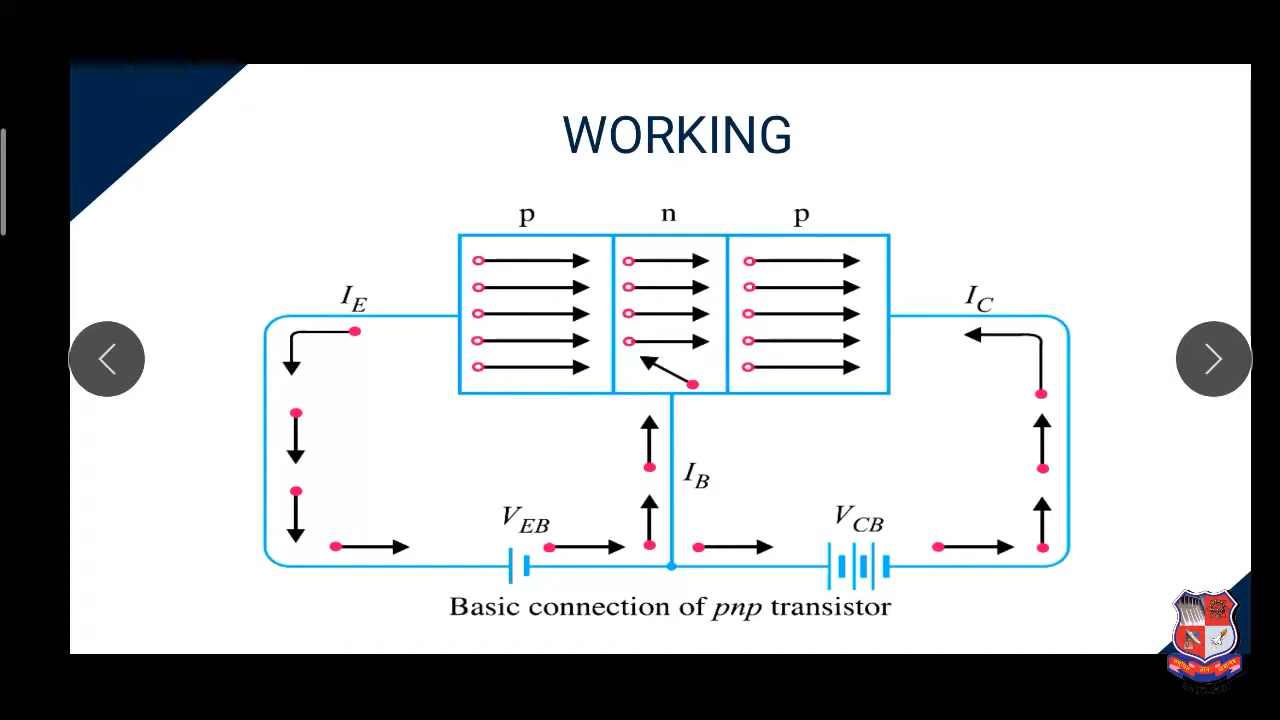 WORKING
p n p
I_E I_C
I_B
V_EB V_CB
Basic connection of pnp transistor